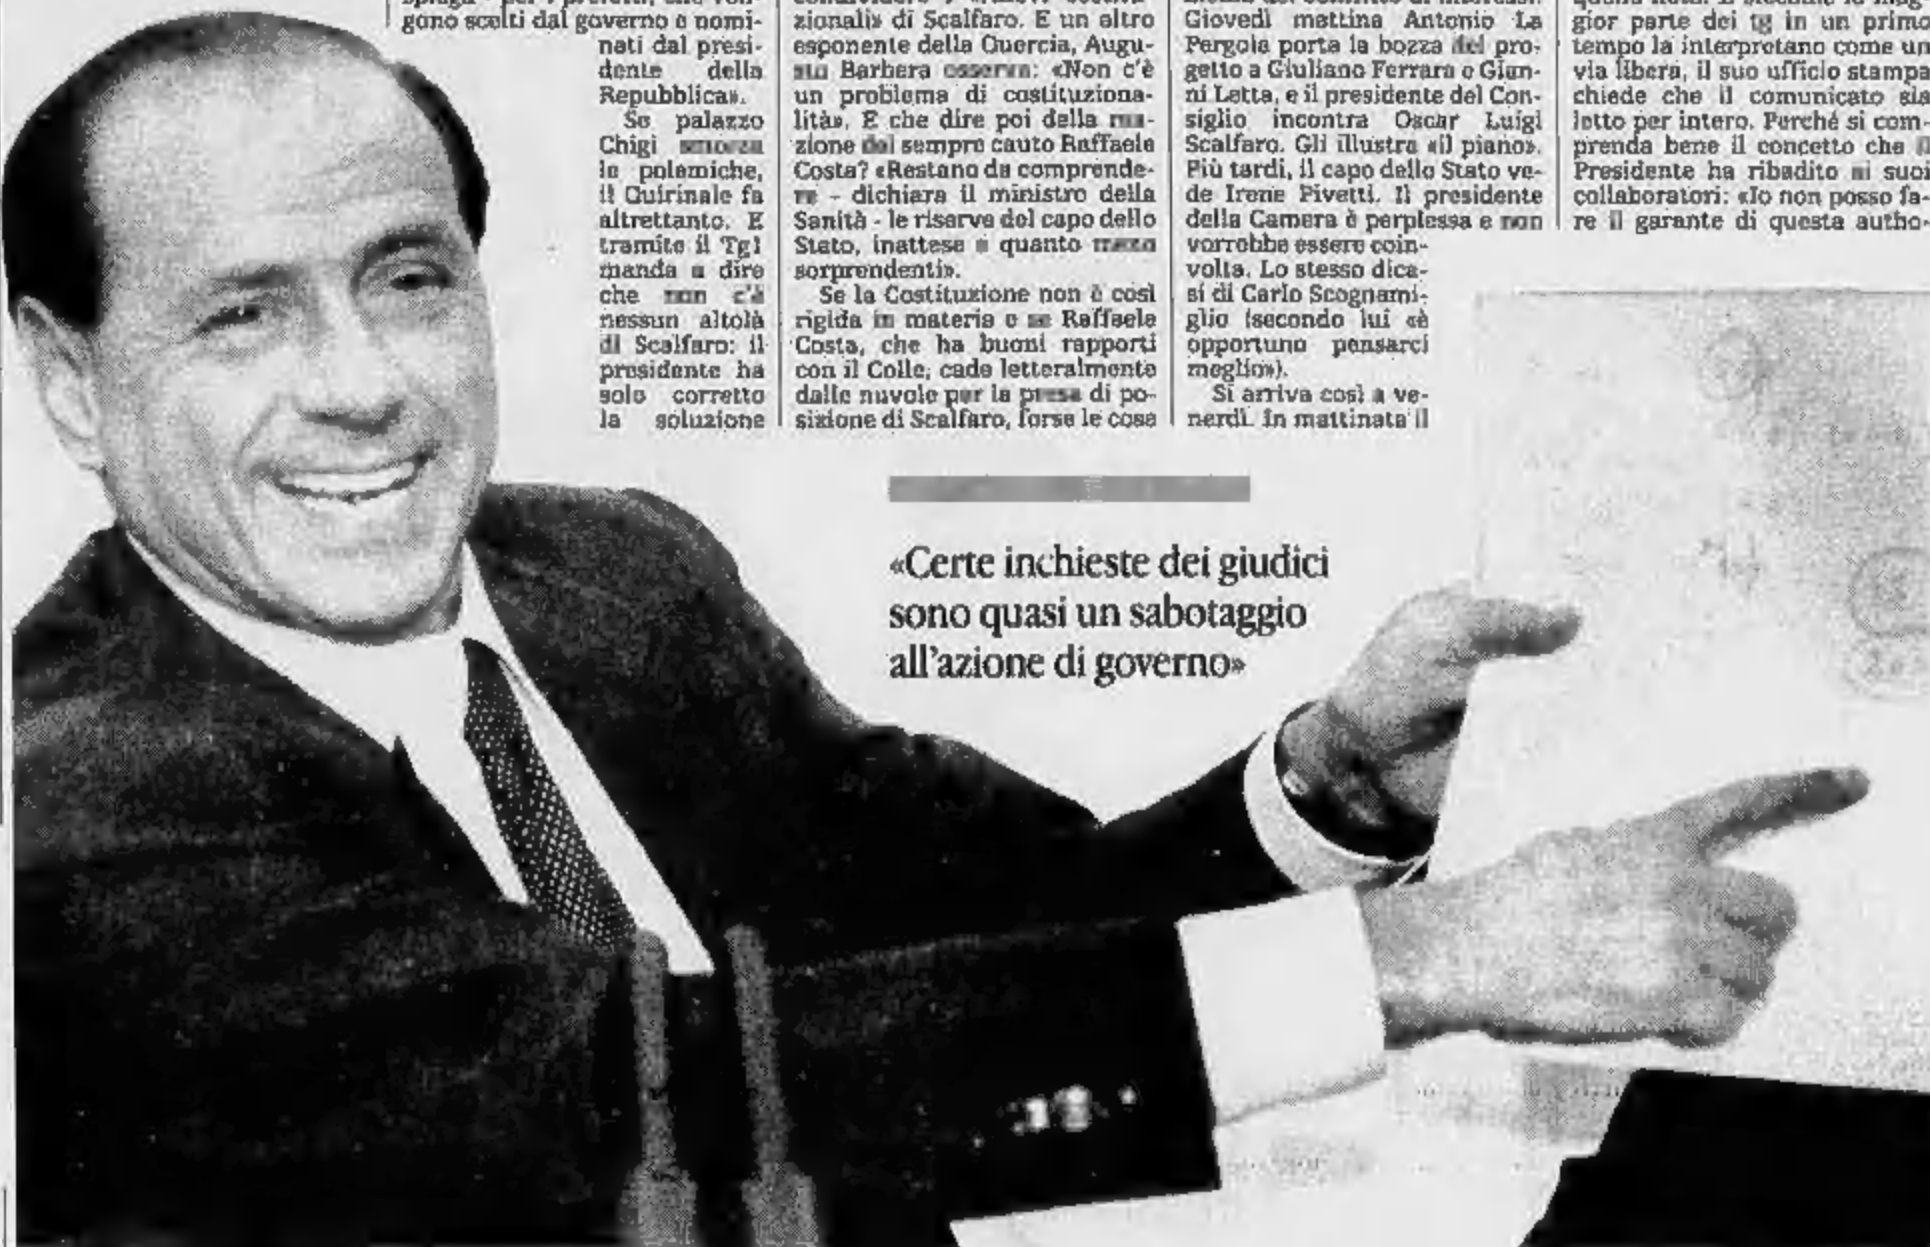 gono scelti dal governo e nomi-
nati dal presi-
dente della
Repubblica».
Se palazzo
Chigi smorza
le polemiche,
il Quirinale fa
altrettanto. E
tramite il Tg1
manda a dire
che non c'è
nessun altolà
di Scalfaro: il
presidente ha
solo corretto
la soluzione
zionali» di Scalfaro. E un altro
esponente della Quercia, Augu-
sto Barbera osserva: «Non c'è
un problema di costituziona-
lità». E che dire poi della rea-
zione del sempre cauto Raffaele
Costa? «Restano da comprende-
re - dichiara il ministro della
Sanità - le riserve del capo dello
Stato, inattese e quanto meno
sorprendenti».
Se la Costituzione non è così
rigida in materia e se Raffaele
Costa, che ha buoni rapporti
con il Colle, cade letteralmente
dalle nuvole per la presa di po-
sizione di Scalfaro, forse le cose
Giovedì mattina Antonio La
Pergola porta la bozza del pro-
getto a Giuliano Ferrara e Gian-
ni Letta, e il presidente del Con-
siglio incontra Oscar Luigi
Scalfaro. Gli illustra «il piano».
Più tardi, il capo dello Stato ve-
de Irene Pivetti. Il presidente
della Camera è perplessa e non
vorrebbe essere coin-
volta. Lo stesso dica-
si di Carlo Scognami-
glio (secondo lui «è
opportuno pensarci
meglio»).
Si arriva così a ve-
nerdì. In mattinata il
gior parte dei tg in un primo
tempo la interpretano come un
via libera, il suo ufficio stampa
chiede che il comunicato sia
letto per intero. Perché si com-
prenda bene il concetto che il
Presidente ha ribadito ai suoi
collaboratori: «Io non posso fa-
re il garante di questa autho-
«Certe inchieste dei giudici
sono quasi un sabotaggio
all'azione di governo»